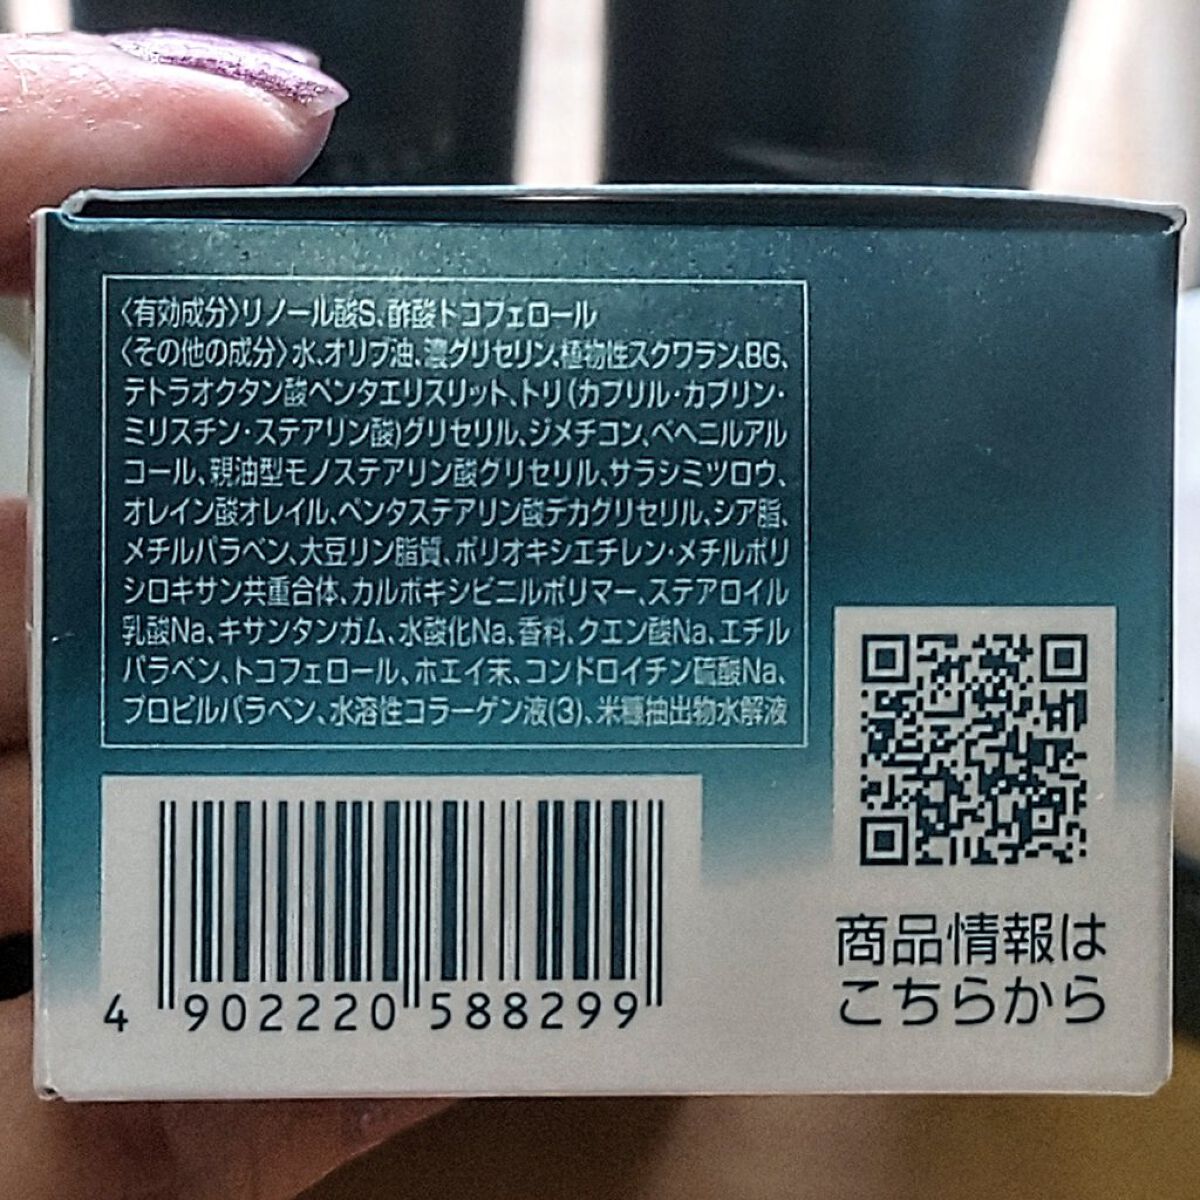 〈有効成分〉リノール酸S、酢酸トコフェロール
〈その他の成分〉水、オリブ油、濃グリセリン、植物性スクワラン、BG、
テトラオクタン酸ペンタエリスリット、トリ(カプリル・カプリン・
ミリスチン・ステアリン酸)グリセリル、ジメチコン、ベヘニルアル
コール、親油型モノステアリン酸グリセリル、サラシミツロウ、
オレイン酸オレイル、ペンタステアリン酸デカグリセリル、シア脂、
メチルパラベン、大豆リン脂質、ポリオキシエチレン・メチルポリ
シロキサン共重合体、カルボキシビニルポリマー、ステアロイル
乳酸Na、キサンタンガム、水酸化Na、香料、クエン酸Na、エチル
パラベン、トコフェロール、ホエイ末、コンドロイチン硫酸Na、
プロピルパラベン、水溶性コラーゲン液(3)、米糠抽出物水解液
4 902220 588299
商品情報は
こちらから